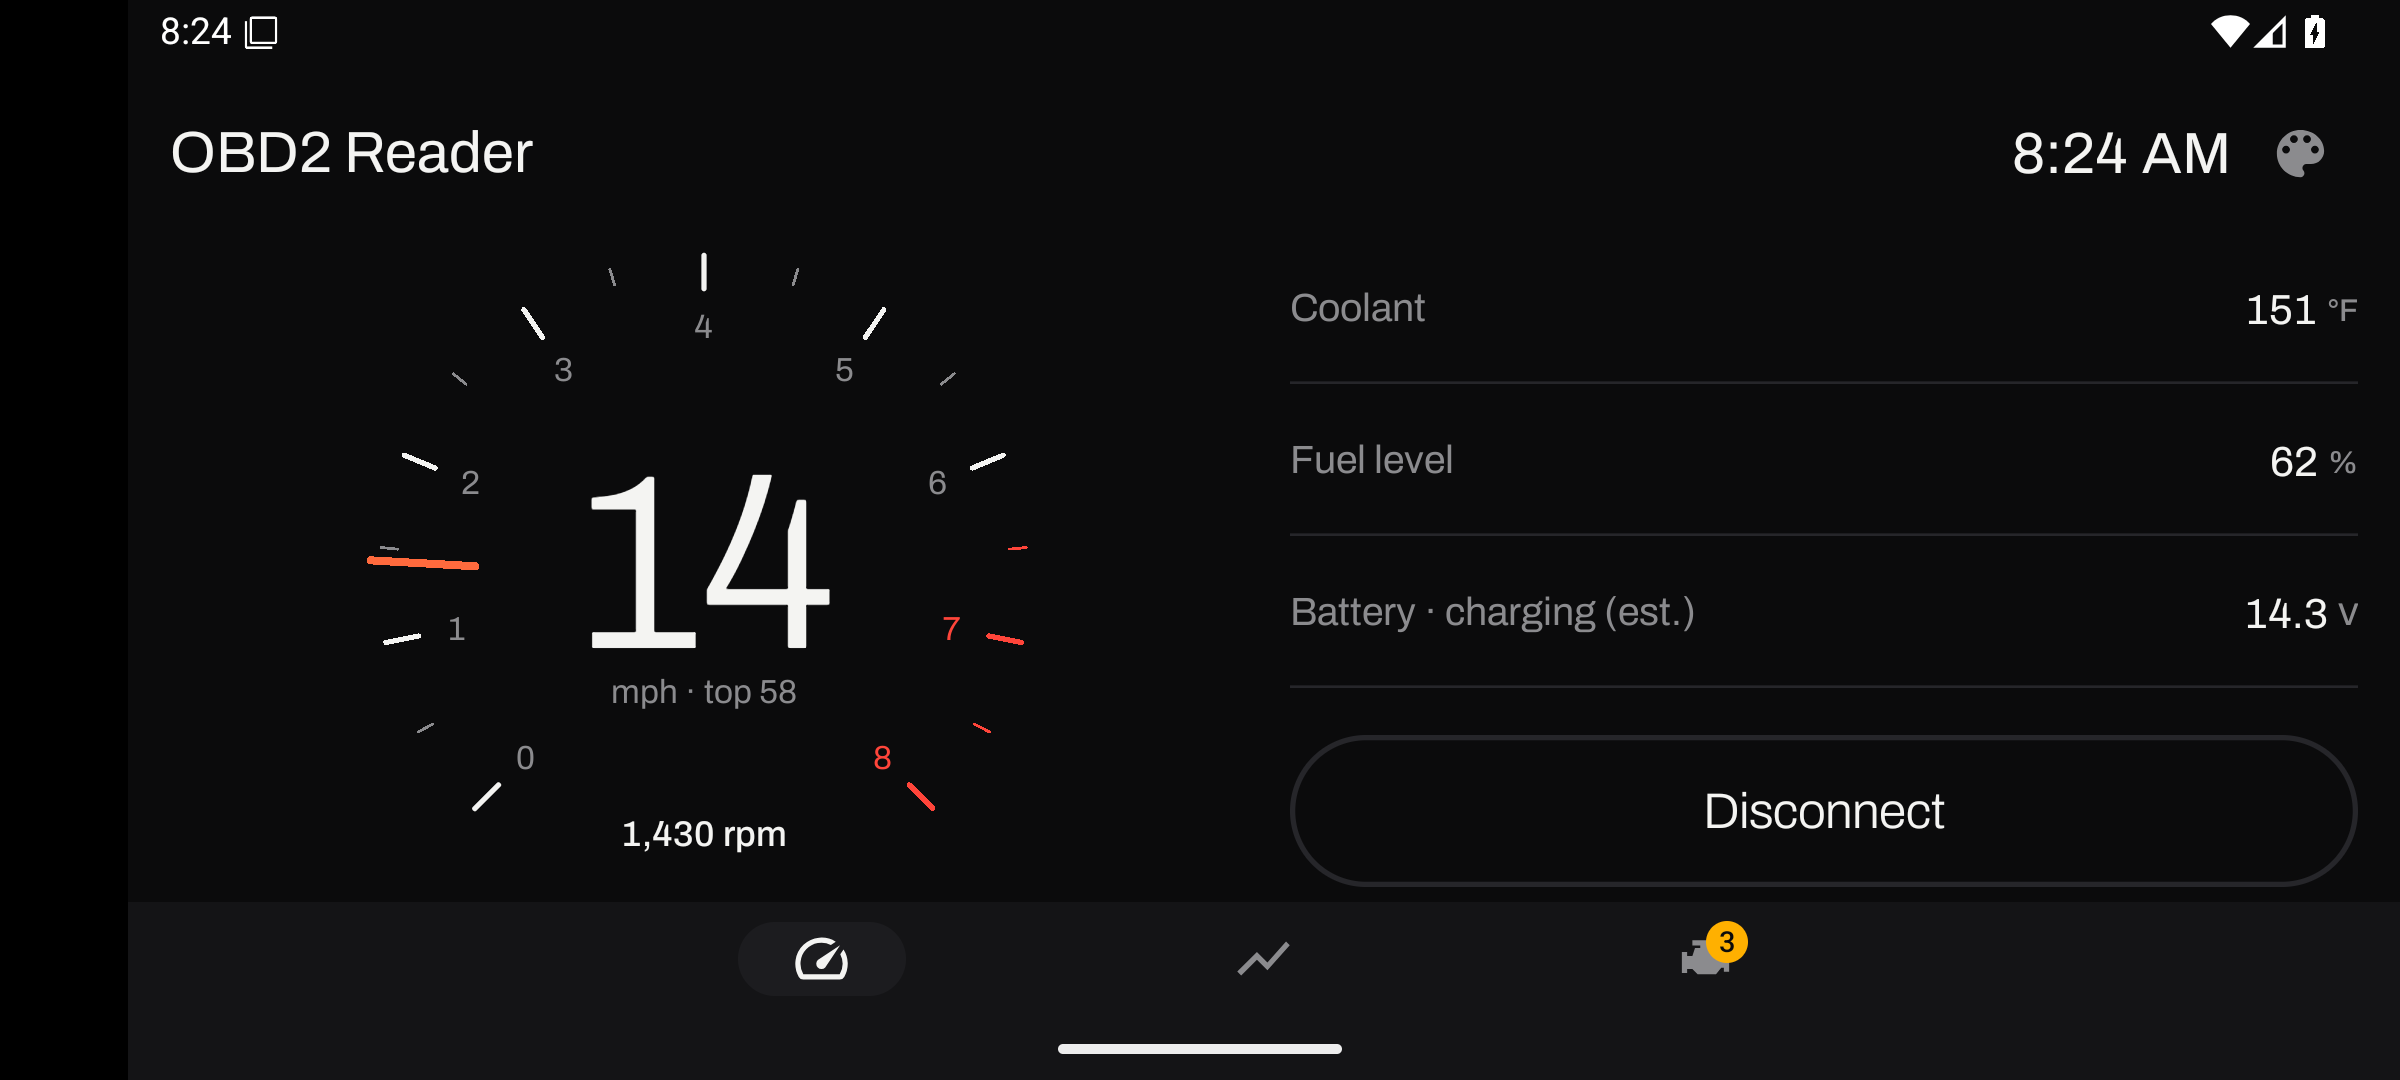 8:24
OBD2 Reader
8:24 AM
4
3
5
2
6
1
7
0
8
14
mph · top 58
1,430 rpm
Coolant
151 °F
Fuel level
62 %
Battery · charging (est.)
14.3 V
Disconnect
3